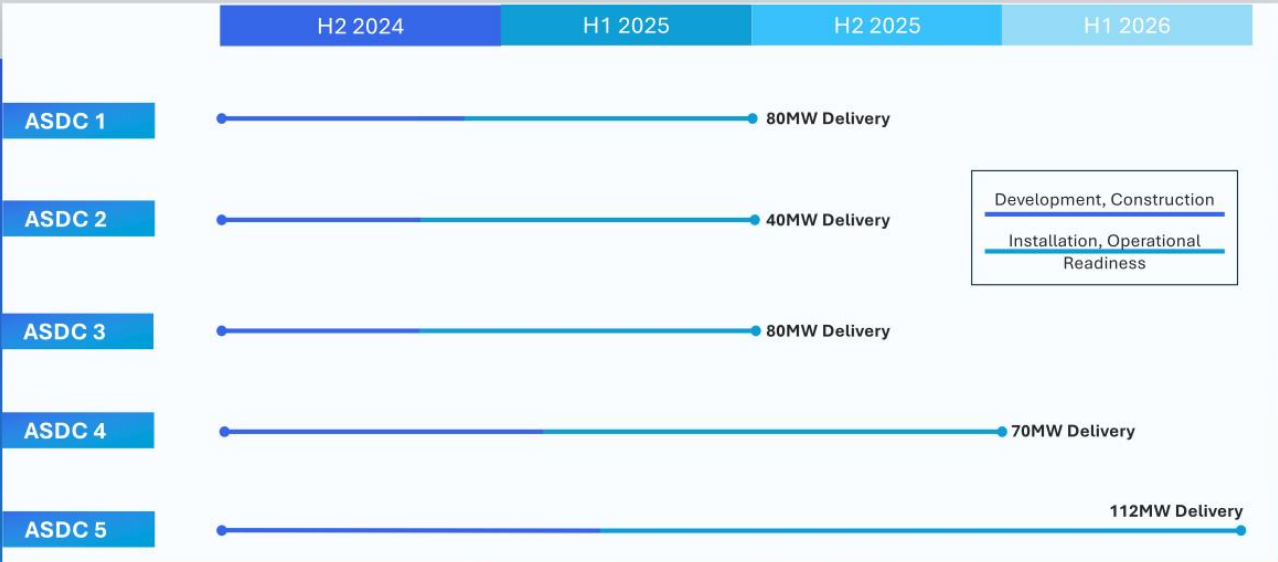 H2 2024 H1 2025 H2 2025 H1 2026
ASDC 1
80MW Delivery
Development, Construction
ASDC 2
40MW Delivery
Installation, Operational
Readiness
ASDC 3
80MW Delivery
ASDC 4
70MW Delivery
112MW Delivery
ASDC 5